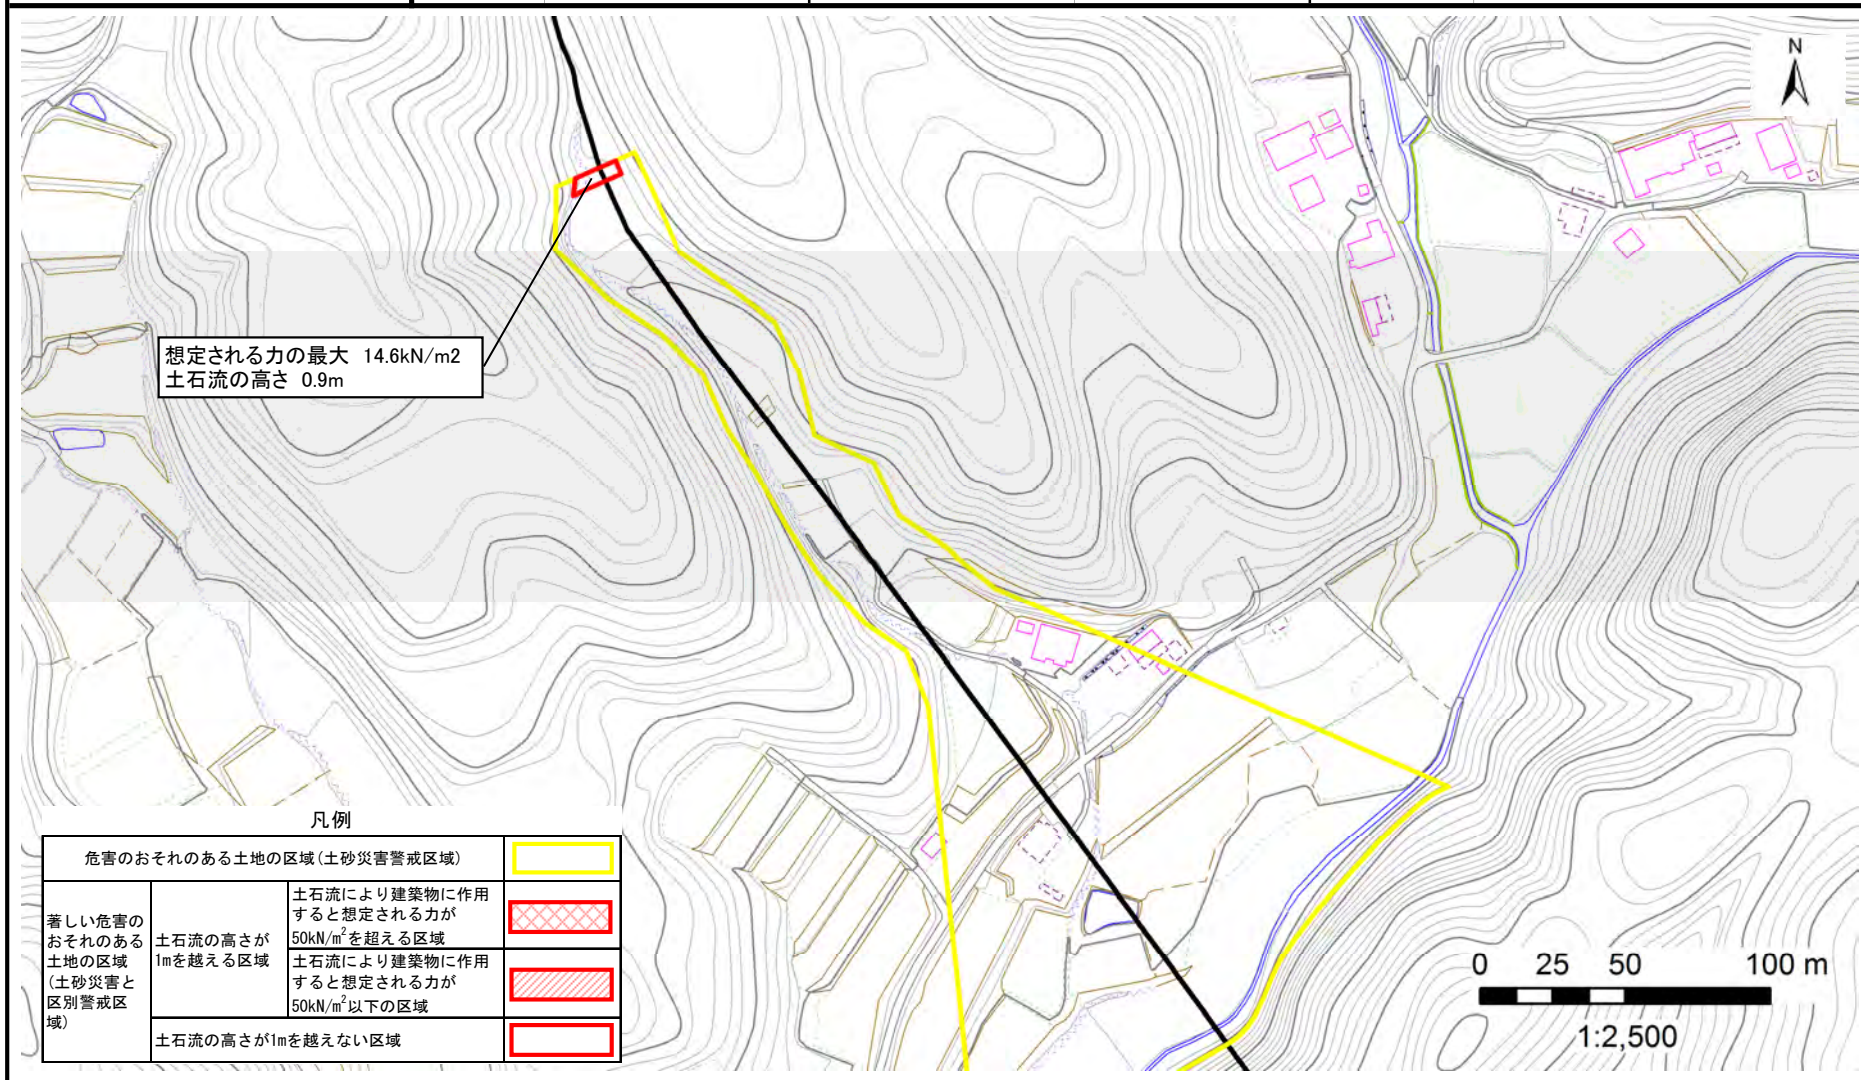 N
想定される力の最大 14.6kN/m2
土石流の高さ 0.9m
凡例
危害のおそれのある土地の区域(土砂災害警戒区域)
著しい危害の
おそれのある
土地の区域
(土砂災害と
区別警戒区
域)
土石流の高さが
1mを越える区域
土石流により建築物に作用
すると想定される力が
50kN/m²を超える区域
土石流により建築物に作用
すると想定される力が
50kN/m²以下の区域
土石流の高さが1mを越えない区域
0 25 50 100 m
1:2,500